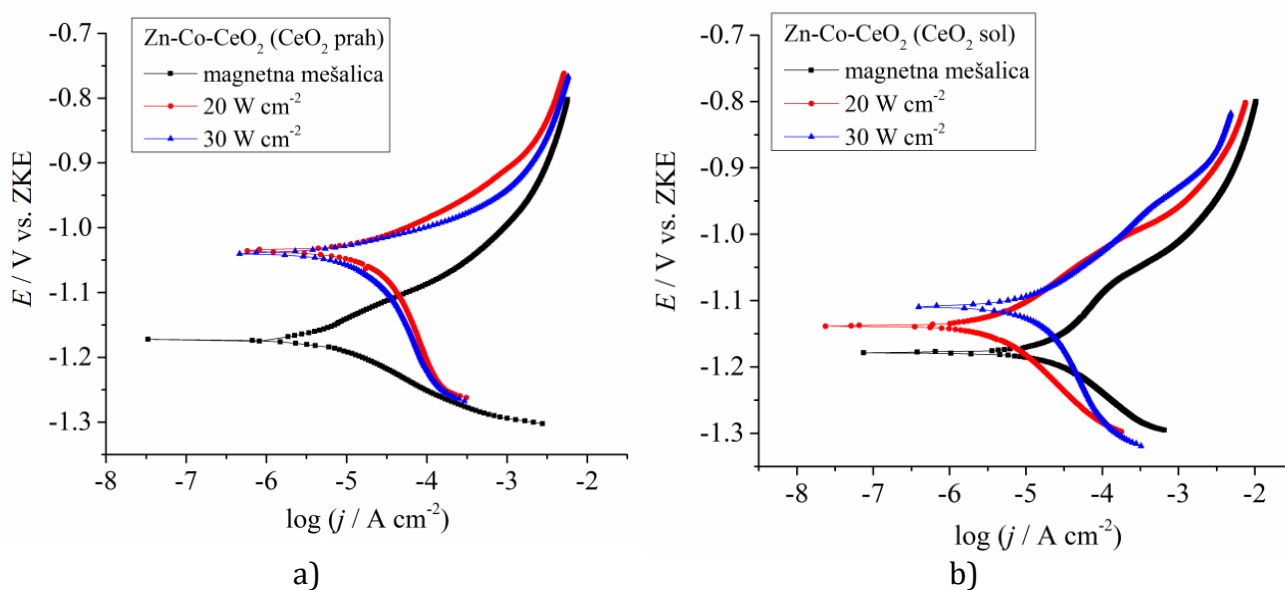 Zn-Co-CeO₂ (CeO₂ prah)
magnetna mešalica
20 W cm⁻²
30 W cm⁻²
-0.7
-0.8
-0.9
-1.0
-1.1
-1.2
-1.3
E / V vs. ZKE
-8 -7 -6 -5 -4 -3 -2
log (j / A cm⁻²)
a)
Zn-Co-CeO₂ (CeO₂ sol)
magnetna mešalica
20 W cm⁻²
30 W cm⁻²
-0.7
-0.8
-0.9
-1.0
-1.1
-1.2
-1.3
E / V vs. ZKE
-8 -7 -6 -5 -4 -3 -2
log (j / A cm⁻²)
b)